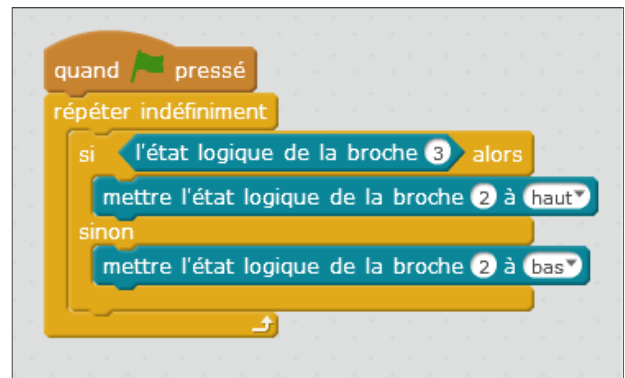 quand pressé
répéter indéfiniment
si l'état logique de la broche 3 alors
mettre l'état logique de la broche 2 à haut
sinon
mettre l'état logique de la broche 2 à bas